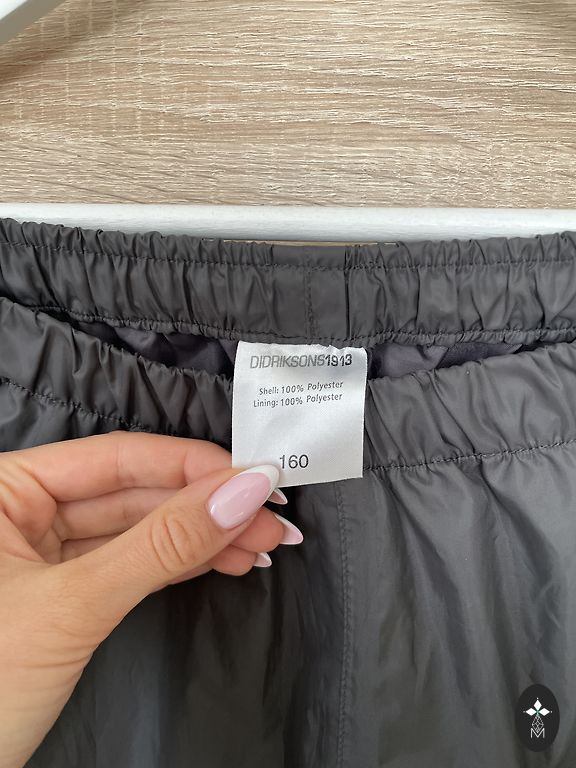 DIDRIKSONS1913
Shell: 100% Polyester
Lining: 100% Polyester
160
M